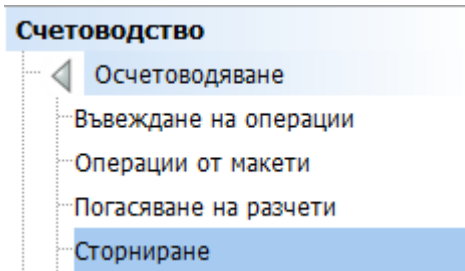 Счетоводство
Осчетоводяване
Въвеждане на операции
Операции от макети
Погасяване на разчети
Сторниране